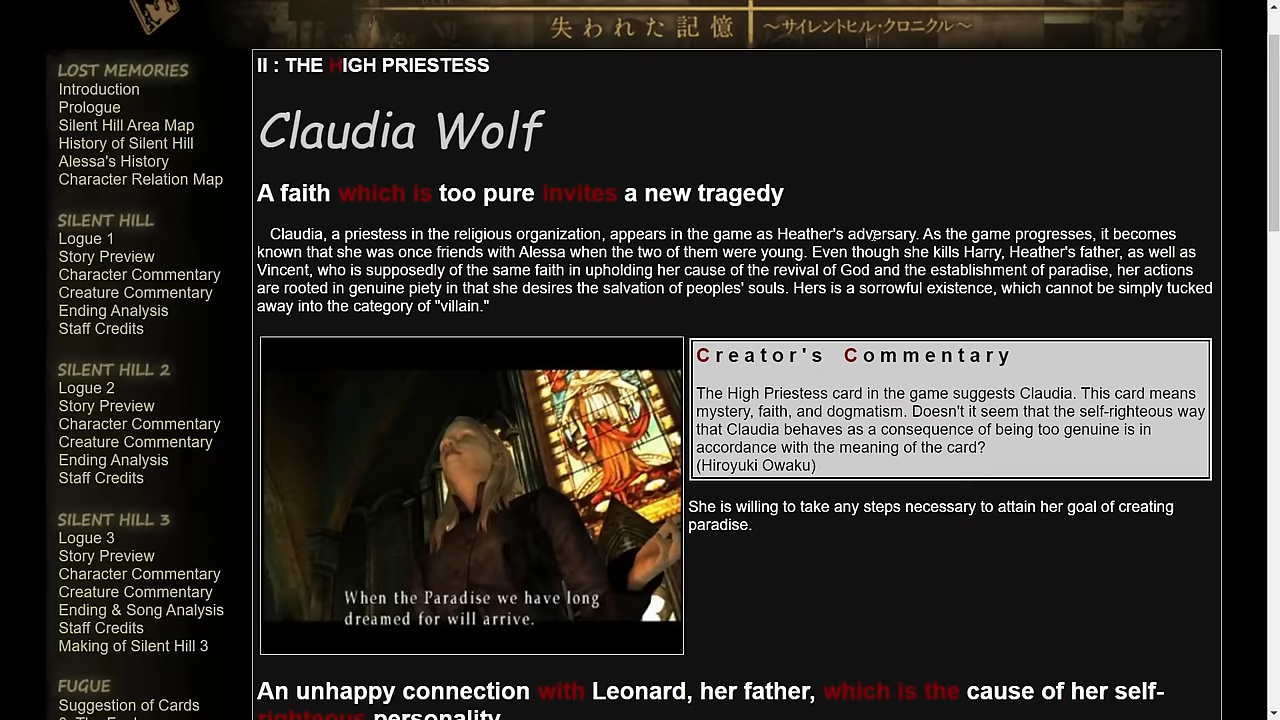 失われた記憶 ～サイレントヒル・クロニクル～
LOST MEMORIES
Introduction
Prologue
Silent Hill Area Map
History of Silent Hill
Alessa's History
Character Relation Map
SILENT HILL
Logue 1
Story Preview
Character Commentary
Creature Commentary
Ending Analysis
Staff Credits
SILENT HILL 2
Logue 2
Story Preview
Character Commentary
Creature Commentary
Ending Analysis
Staff Credits
SILENT HILL 3
Logue 3
Story Preview
Character Commentary
Creature Commentary
Ending & Song Analysis
Staff Credits
Making of Silent Hill 3
FUGUE
Suggestion of Cards
II : THE HIGH PRIESTESS
Claudia Wolf
A faith which is too pure invites a new tragedy
Claudia, a priestess in the religious organization, appears in the game as Heather's adversary. As the game progresses, it becomes
known that she was once friends with Alessa when the two of them were young. Even though she kills Harry, Heather's father, as well as
Vincent, who is supposedly of the same faith in upholding her cause of the revival of God and the establishment of paradise, her actions
are rooted in genuine piety in that she desires the salvation of peoples' souls. Hers is a sorrowful existence, which cannot be simply tucked
away into the category of "villain."
When the Paradise we have long
dreamed for will arrive.
Creator's Commentary
The High Priestess card in the game suggests Claudia. This card means
mystery, faith, and dogmatism. Doesn't it seem that the self-righteous way
that Claudia behaves as a consequence of being too genuine is in
accordance with the meaning of the card?
(Hiroyuki Owaku)
She is willing to take any steps necessary to attain her goal of creating
paradise.
An unhappy connection with Leonard, her father, which is the cause of her self-
righteous personality